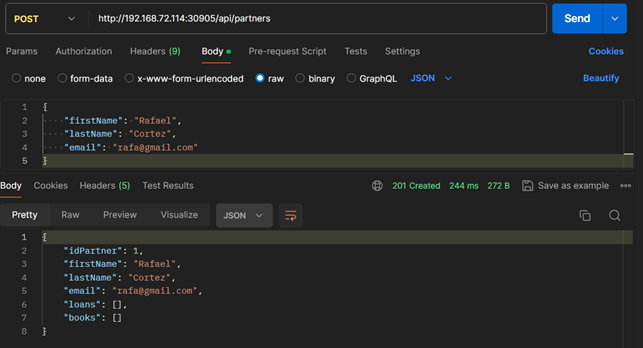 POST http://192.168.72.114:30905/api/partners Send
Params Authorization Headers (9) Body Pre-request Script Tests Settings Cookies
none form-data x-www-form-urlencoded raw binary GraphQL JSON Beautify
1 {
2 "firstName": "Rafael",
3 "lastName": "Cortez",
4 "email": "rafa@gmail.com"
5 }
Body Cookies Headers (5) Test Results 201 Created 244 ms 272 B Save as example
Pretty Raw Preview Visualize JSON
1 {
2 "idPartner": 1,
3 "firstName": "Rafael",
4 "lastName": "Cortez",
5 "email": "rafa@gmail.com",
6 "loans": [],
7 "books": []
8 }